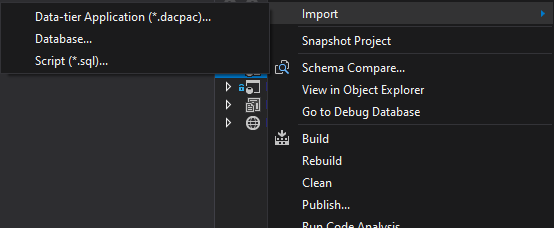 Data-tier Application (*.dacpac)...
Database...
Script (*.sql)...
Import
Snapshot Project
Schema Compare...
View in Object Explorer
Go to Debug Database
Build
Rebuild
Clean
Publish...
Run Code Analysis